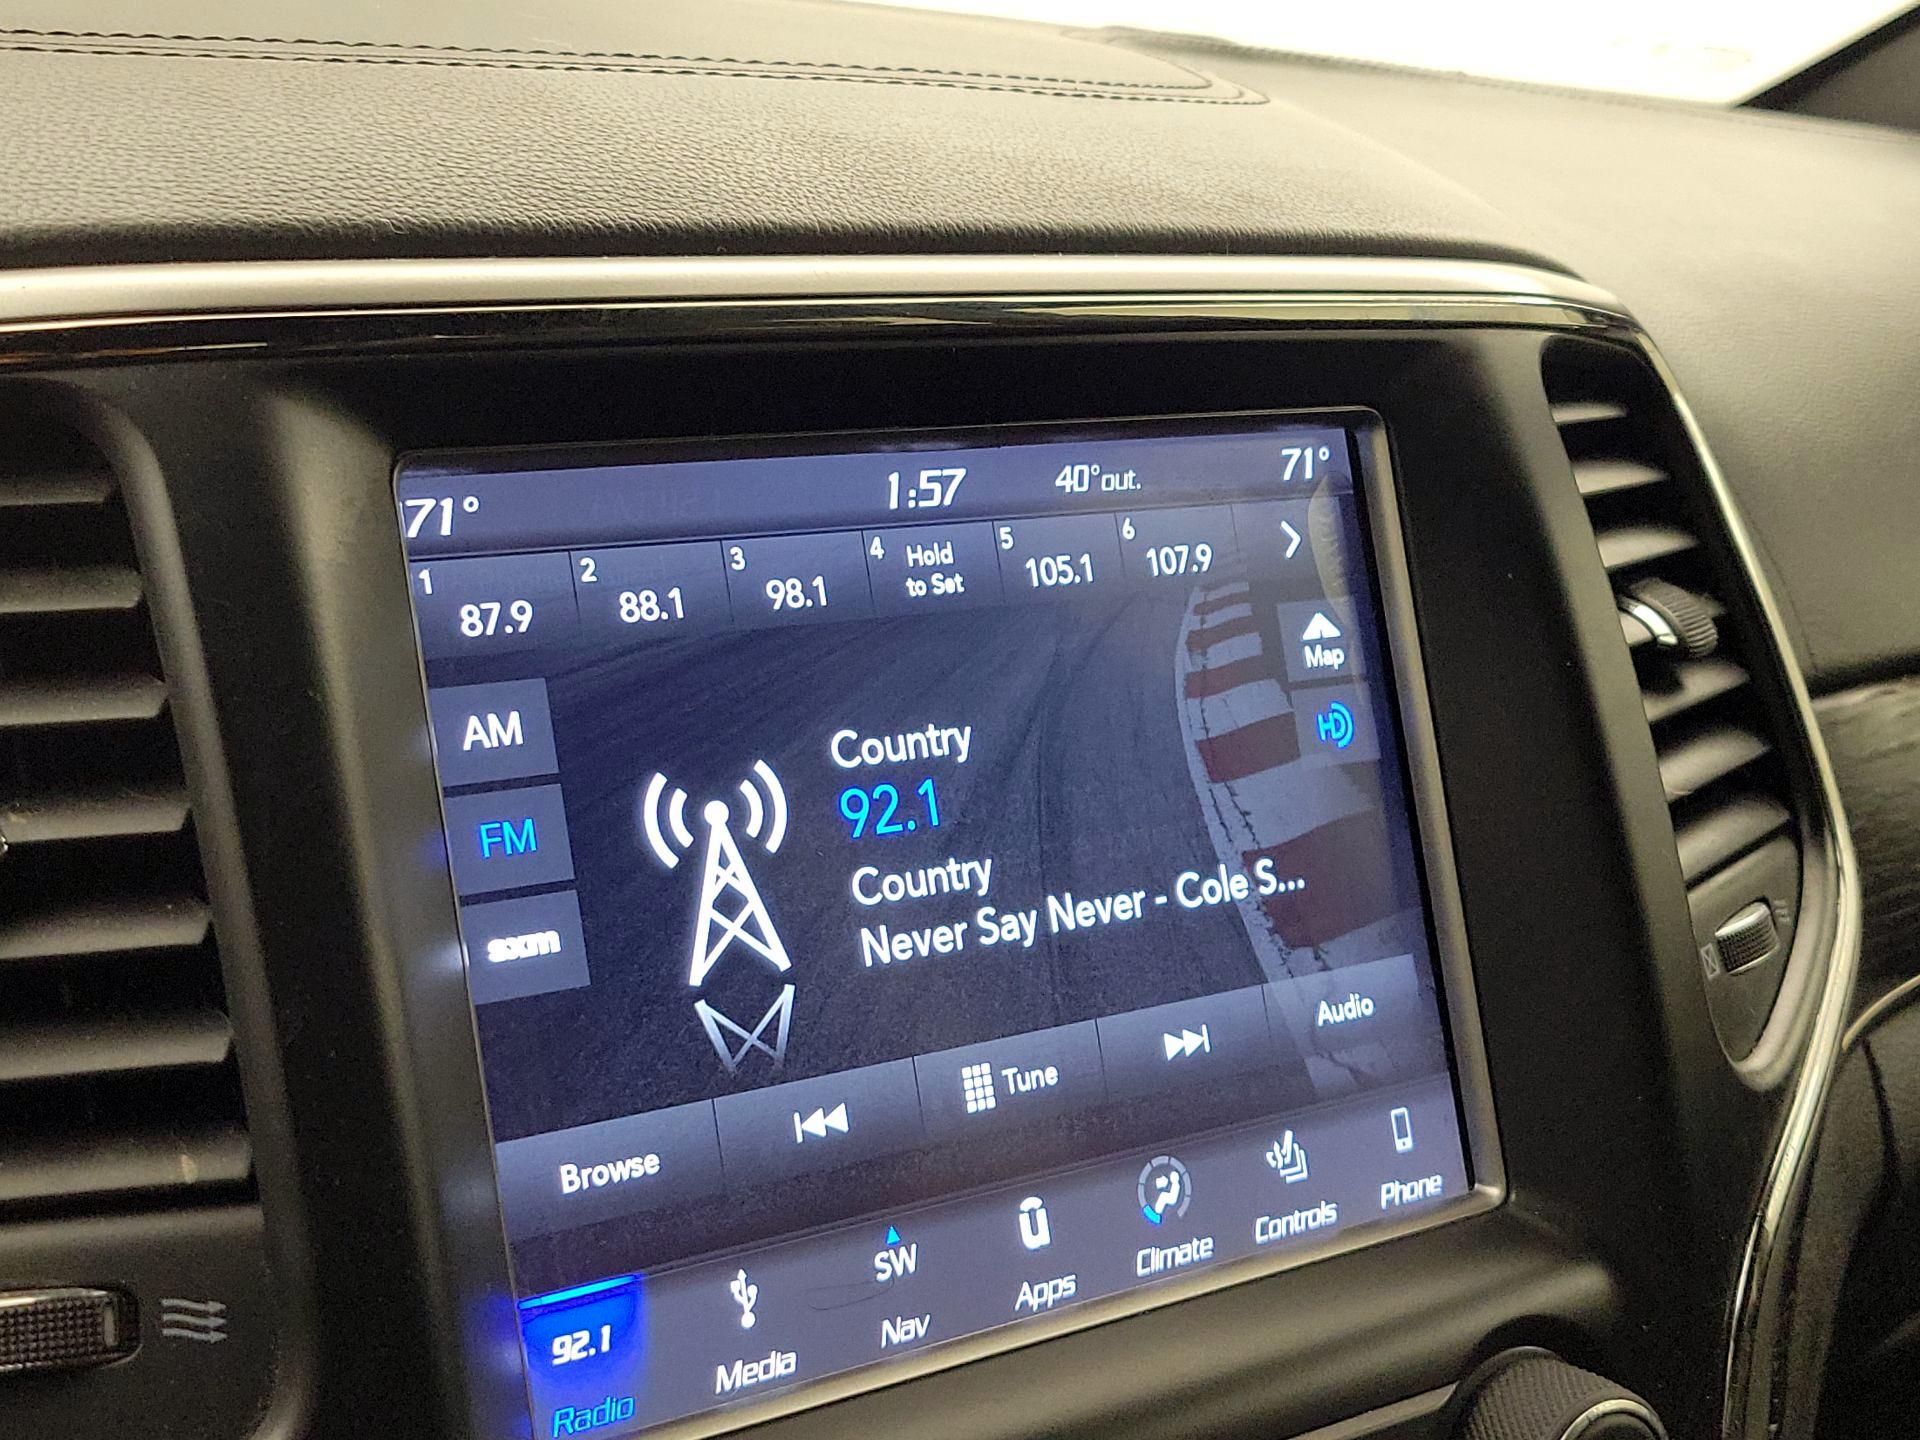 71° 1:57 40° out. 71°
1 87.9 2 88.1 3 98.1 4 Hold to Set 5 105.1 6 107.9
Map
AM
HD
Country
92.1
FM
Country
Never Say Never - Cole S...
sxm
Browse Tune Audio
92.1 SW
Radio Media Nav Apps Climate Controls Phone